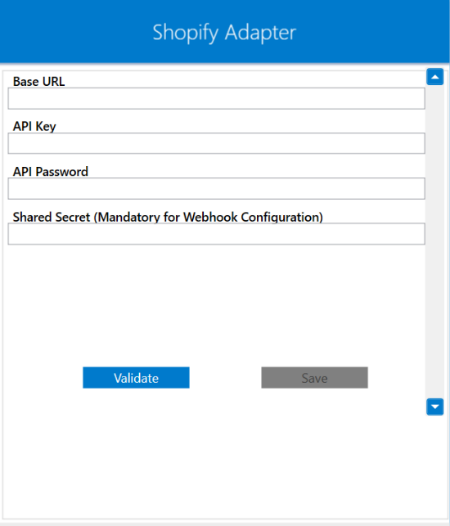 Shopify Adapter
Base URL
API Key
API Password
Shared Secret (Mandatory for Webhook Configuration)
Validate
Save